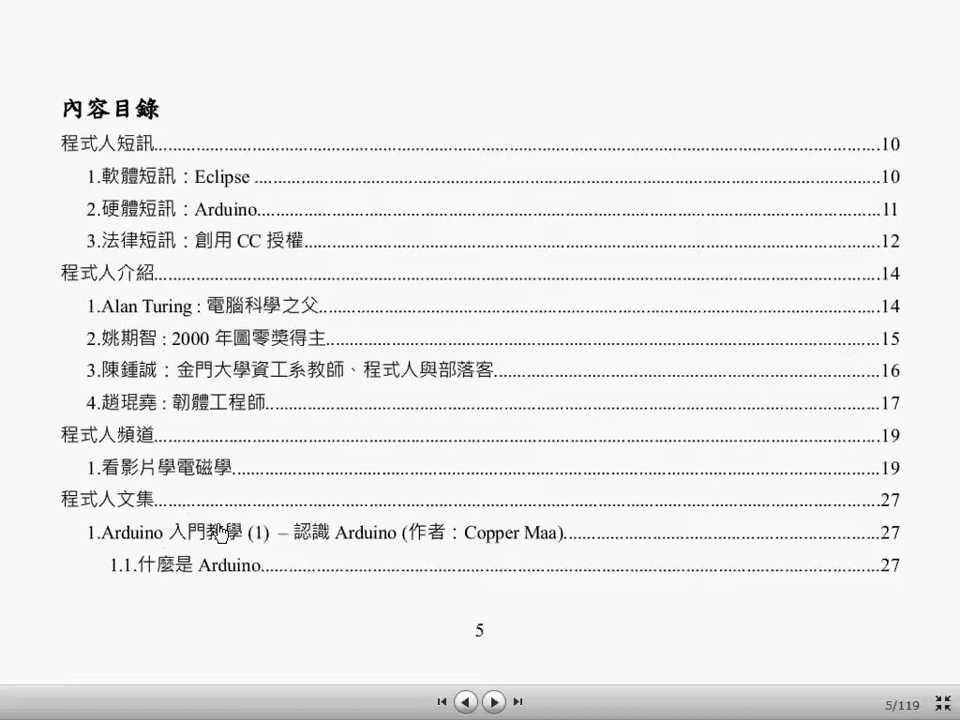 內容目錄
程式人短訊....................10
1.軟體短訊：Eclipse ....................10
2.硬體短訊：Arduino....................11
3.法律短訊：創用 CC 授權....................12
程式人介紹....................14
1.Alan Turing : 電腦科學之父....................14
2.姚期智 : 2000 年圖零獎得主....................15
3.陳鍾誠：金門大學資工系教師、程式人與部落客....................16
4.趙琨堯 : 韌體工程師....................17
程式人頻道....................19
1.看影片學電磁學....................19
程式人文集....................27
1.Arduino 入門教學 (1) – 認識 Arduino (作者：Copper Maa)....................27
1.1.什麼是 Arduino....................27
5
5/119